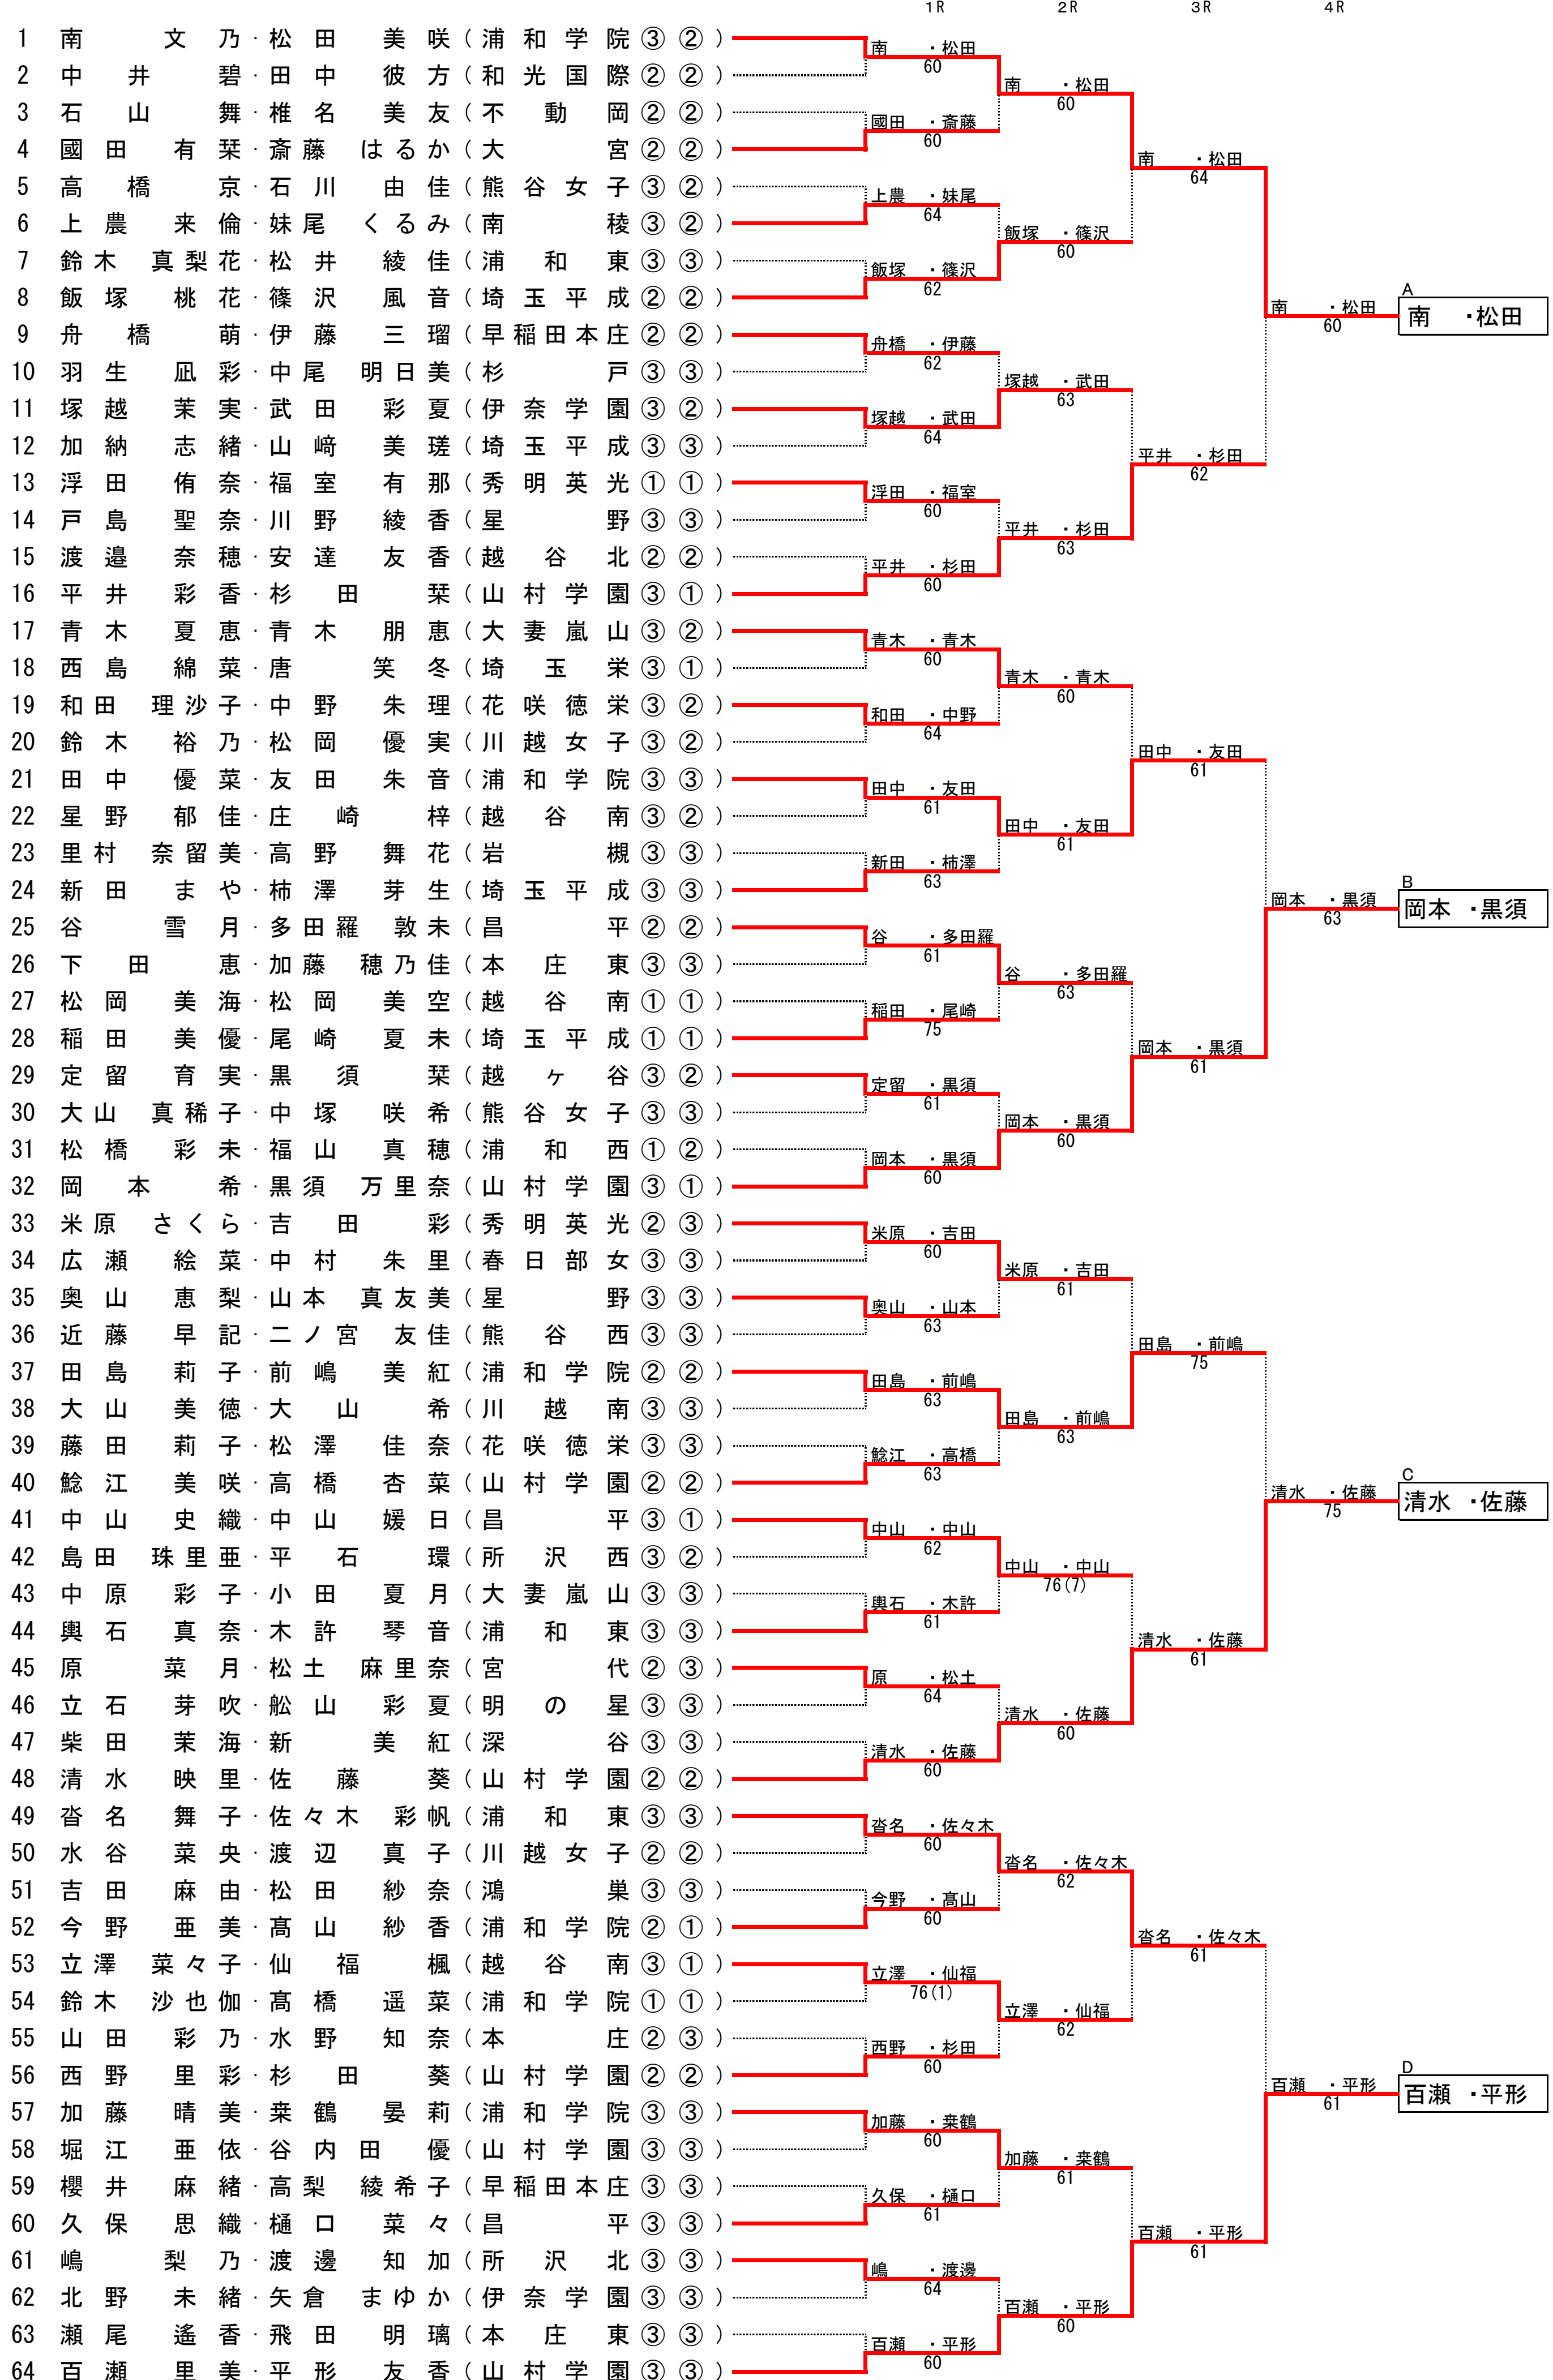 1R 2R 3R 4R
1 南 文乃・松田 美咲（浦和学院③②）
2 中井 碧・田中 彼方（和光国際②②）
3 石山 舞・椎名 美友（不動岡②②）
4 國田 有栞・斎藤 はるか（大宮②②）
5 高橋 京・石川 由佳（熊谷女子③②）
6 上農 来倫・妹尾 くるみ（南稜③②）
7 鈴木 真梨花・松井 綾佳（浦和東③③）
8 飯塚 桃花・篠沢 風音（埼玉平成②②）
9 舟橋 萌・伊藤 三瑠（早稲田本庄②②）
10 羽生 凪彩・中尾 明日美（杉戸③③）
11 塚越 茉実・武田 彩夏（伊奈学園③②）
12 加納 志緒・山﨑 美瑳（埼玉平成③③）
13 浮田 侑奈・福室 有那（秀明英光①①）
14 戸島 聖奈・川野 綾香（星野③③）
15 渡邉 奈穂・安達 友香（越谷北②②）
16 平井 彩香・杉田 栞（山村学園③①）
17 青木 夏恵・青木 朋恵（大妻嵐山③②）
18 西島 綿菜・唐 笑冬（埼玉栄③①）
19 和田 理沙子・中野 朱理（花咲徳栄③②）
20 鈴木 裕乃・松岡 優実（川越女子③②）
21 田中 優菜・友田 朱音（浦和学院③③）
22 星野 郁佳・庄崎 梓（越谷南③②）
23 里村 奈留美・高野 舞花（岩槻③③）
24 新田 まや・柿澤 芽生（埼玉平成③③）
25 谷 雪月・多田羅 敦未（昌平②②）
26 下田 恵・加藤 穂乃佳（本庄東③③）
27 松岡 美海・松岡 美空（越谷南①①）
28 稲田 美優・尾崎 夏未（埼玉平成①①）
29 定留 育実・黒須 栞（越ヶ谷③②）
30 大山 真稀子・中塚 咲希（熊谷女子③③）
31 松橋 彩未・福山 真穂（浦和西①②）
32 岡本 希・黒須 万里奈（山村学園③①）
33 米原 さくら・吉田 彩（秀明英光②③）
34 広瀬 絵菜・中村 朱里（春日部女③③）
35 奥山 恵梨・山本 真友美（星野③③）
36 近藤 早記・二ノ宮 友佳（熊谷西③③）
37 田島 莉子・前嶋 美紅（浦和学院②②）
38 大山 美徳・大山 希（川越南③③）
39 藤田 莉子・松澤 佳奈（花咲徳栄③③）
40 鯰江 美咲・高橋 杏菜（山村学園②②）
41 中山 史織・中山 媛日（昌平③①）
42 島田 珠里亜・平石 環（所沢西③②）
43 中原 彩子・小田 夏月（大妻嵐山③③）
44 輿石 真奈・木許 琴音（浦和東③③）
45 原 菜月・松土 麻里奈（宮代②③）
46 立石 芽吹・舩山 彩夏（明の星③③）
47 柴田 茉海・新 美紅（深谷③③）
48 清水 映里・佐藤 葵（山村学園②②）
49 沓名 舞子・佐々木 彩帆（浦和東③③）
50 水谷 菜央・渡辺 真子（川越女子②②）
51 吉田 麻由・松田 紗奈（鴻巣③③）
52 今野 亜美・髙山 紗香（浦和学院②①）
53 立澤 菜々子・仙福 楓（越谷南③①）
54 鈴木 沙也伽・髙橋 遥菜（浦和学院①①）
55 山田 彩乃・水野 知奈（本庄②③）
56 西野 里彩・杉田 葵（山村学園②②）
57 加藤 晴美・桒鶴 晏莉（浦和学院③③）
58 堀江 亜依・谷内田 優（山村学園③③）
59 櫻井 麻緒・高梨 綾希子（早稲田本庄③③）
60 久保 思織・樋口 菜々（昌平③③）
61 嶋 梨乃・渡邊 知加（所沢北③③）
62 北野 未緒・矢倉 まゆか（伊奈学園③③）
63 瀬尾 遙香・飛田 明璃（本庄東③③）
64 百瀬 里美・平形 友香（山村学園③③）
南・松田
60
國田・斎藤
60
上農・妹尾
64
飯塚・篠沢
62
舟橋・伊藤
62
塚越・武田
64
浮田・福室
60
平井・杉田
60
青木・青木
60
和田・中野
64
田中・友田
61
新田・柿澤
63
谷・多田羅
61
稲田・尾崎
75
定留・黒須
61
岡本・黒須
60
米原・吉田
60
奥山・山本
63
田島・前嶋
63
鯰江・高橋
63
中山・中山
62
輿石・木許
61
原・松土
64
清水・佐藤
60
沓名・佐々木
60
今野・髙山
60
立澤・仙福
76(1)
西野・杉田
60
加藤・桒鶴
60
久保・樋口
61
嶋・渡邊
64
百瀬・平形
60
南・松田
60
飯塚・篠沢
60
塚越・武田
63
平井・杉田
63
青木・青木
60
田中・友田
61
谷・多田羅
63
岡本・黒須
60
米原・吉田
61
田島・前嶋
63
中山・中山
76(7)
清水・佐藤
60
沓名・佐々木
62
立澤・仙福
62
加藤・桒鶴
61
百瀬・平形
60
南・松田
64
平井・杉田
62
田中・友田
61
岡本・黒須
61
田島・前嶋
75
清水・佐藤
61
沓名・佐々木
61
百瀬・平形
61
南・松田
60
岡本・黒須
63
清水・佐藤
75
百瀬・平形
61
A
南・松田
B
岡本・黒須
C
清水・佐藤
D
百瀬・平形